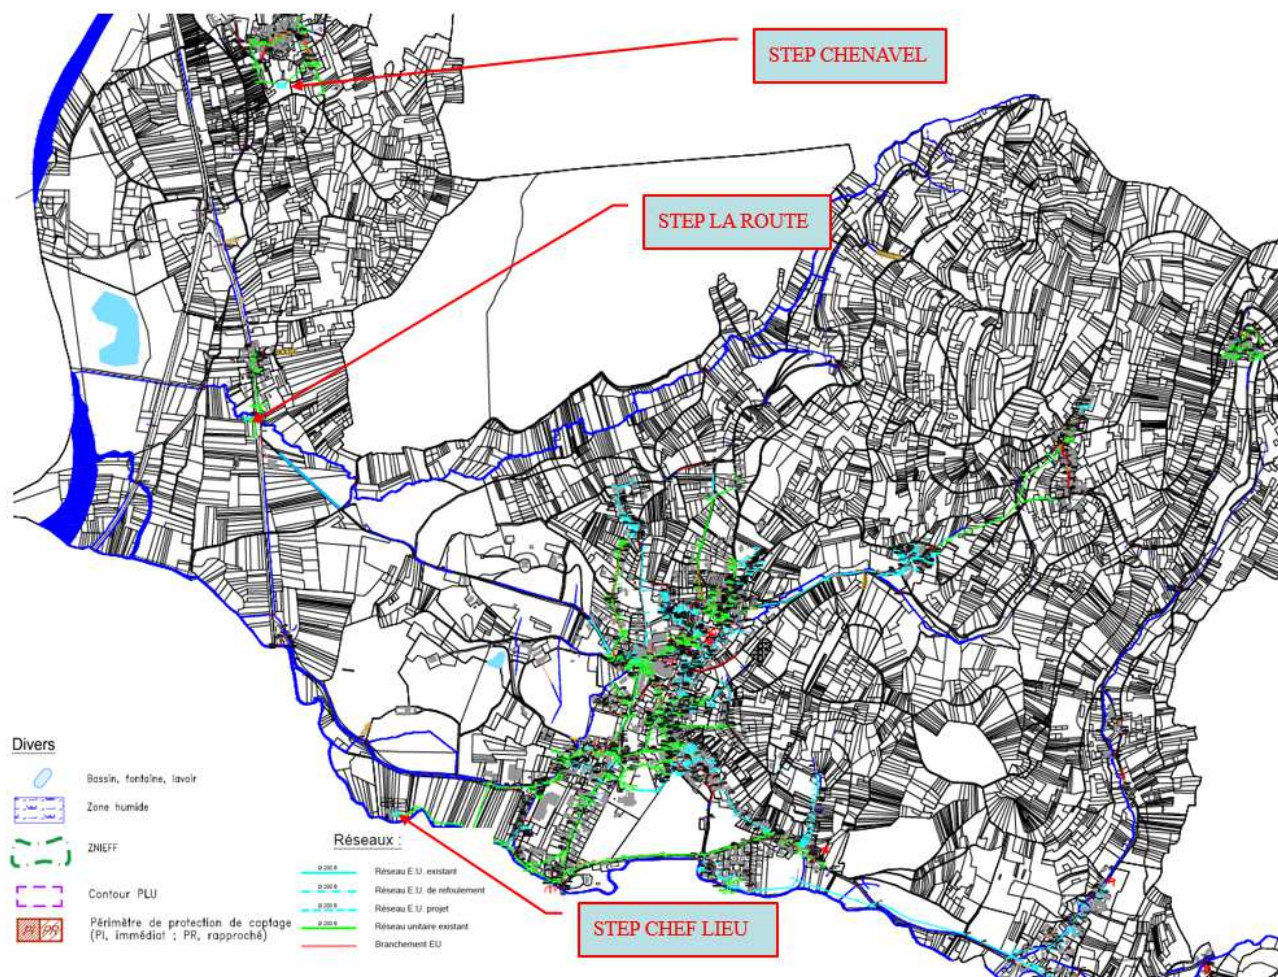 STEP CHENAVEL
STEP LA ROUTE
Divers
Bassin, fontaine, lavoir
Zone humide
ZNIEFF
Contour PLU
Périmètre de protection de captage
(PI, immédiat ; PR, rapproché)
Réseaux :
Réseau E.U. existant
Réseau E.U. de refoulement
Réseau E.U. projet
Réseau unitaire existant
Branchement EU
STEP CHEF LIEU